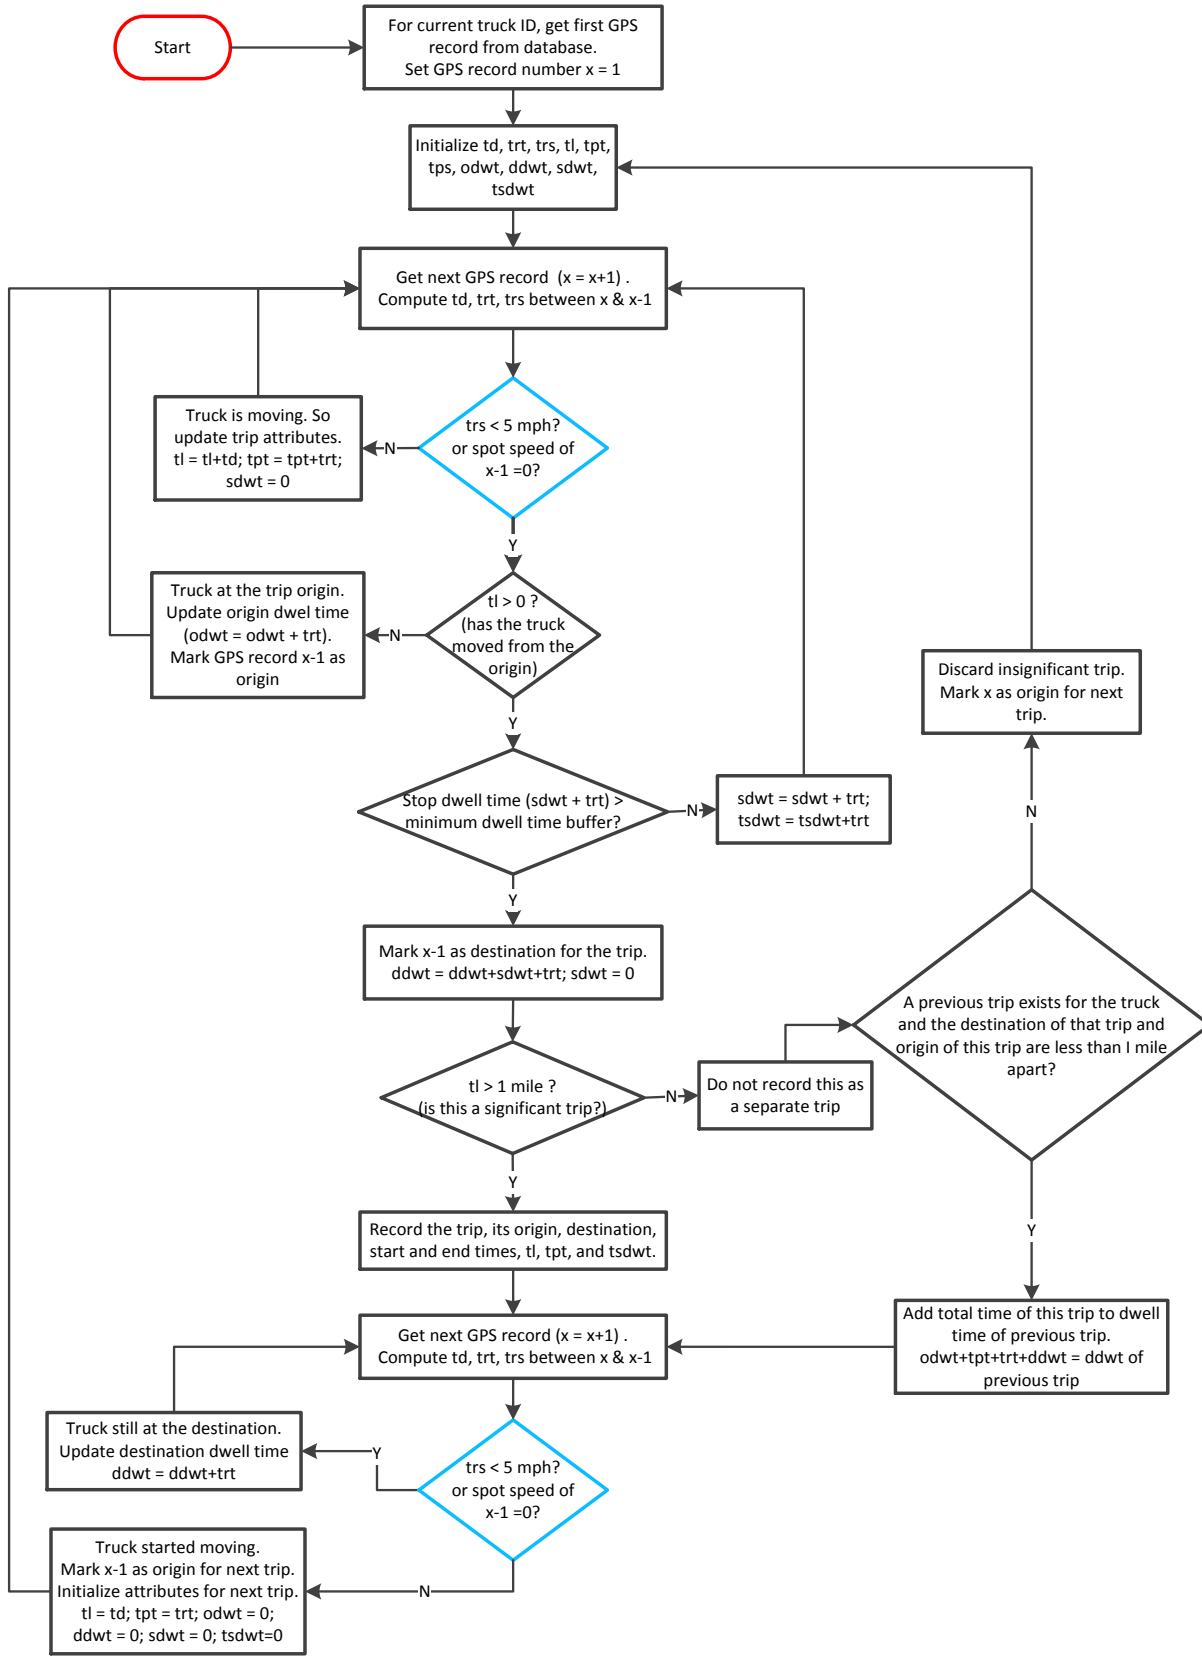 Start
For current truck ID, get first GPS
record from database.
Set GPS record number x = 1
Initialize td, trt, trs, tl, tpt,
tps, odwt, ddwt, sdwt,
tsdwt
Get next GPS record  (x = x+1) .
Compute td, trt, trs between x & x-1
trs < 5 mph?
or spot speed of
x-1 =0?
N
Truck is moving. So
update trip attributes.
tl = tl+td; tpt = tpt+trt;
sdwt = 0
Y
tl > 0 ?
(has the truck
moved from the
origin)
N
Truck at the trip origin.
Update origin dwel time
(odwt = odwt + trt).
Mark GPS record x-1 as
origin
Y
Stop dwell time (sdwt + trt) >
minimum dwell time buffer?
N
sdwt = sdwt + trt;
tsdwt = tsdwt+trt
Y
Mark x-1 as destination for the trip.
ddwt = ddwt+sdwt+trt; sdwt = 0
tl > 1 mile ?
(is this a significant trip?)
N
Do not record this as
a separate trip
A previous trip exists for the truck
and the destination of that trip and
origin of this trip are less than I mile
apart?
N
Discard insignificant trip.
Mark x as origin for next
trip.
Y
Add total time of this trip to dwell
time of previous trip.
odwt+tpt+trt+ddwt = ddwt of
previous trip
Y
Record the trip, its origin, destination,
start and end times, tl, tpt, and tsdwt.
Get next GPS record (x = x+1) .
Compute td, trt, trs between x & x-1
trs < 5 mph?
or spot speed of
x-1 =0?
Y
Truck still at the destination.
Update destination dwell time
ddwt = ddwt+trt
N
Truck started moving.
Mark x-1 as origin for next trip.
Initialize attributes for next trip.
tl = td; tpt = trt; odwt = 0;
ddwt = 0; sdwt = 0; tsdwt=0